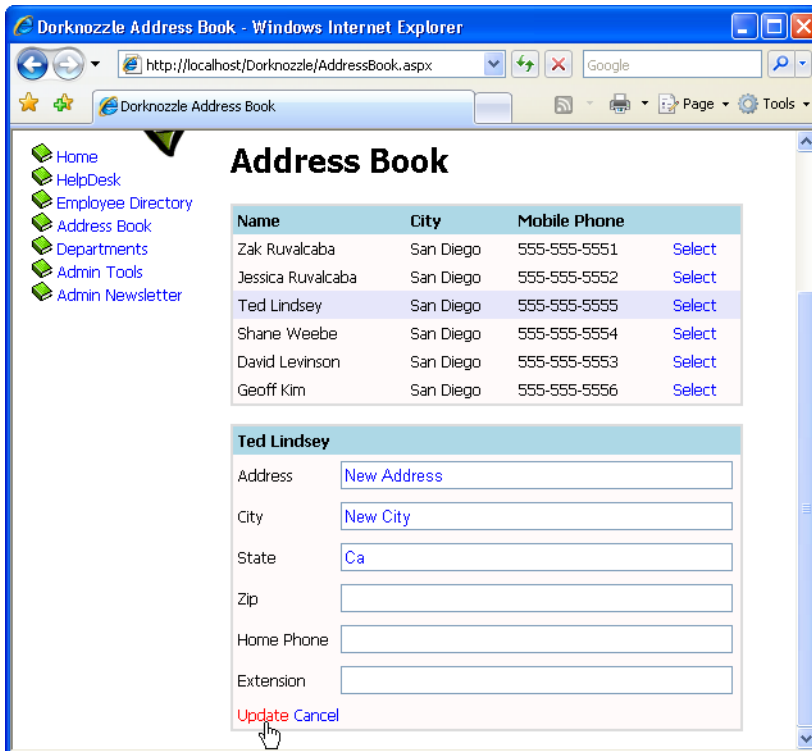 Dorknozzle Address Book - Windows Internet Explorer
http://localhost/Dorknozzle/AddressBook.aspx
Google
Dorknozzle Address Book
Page
Tools
Home
HelpDesk
Employee Directory
Address Book
Departments
Admin Tools
Admin Newsletter
Address Book
Name City Mobile Phone
Zak Ruvalcaba San Diego 555-555-5551 Select
Jessica Ruvalcaba San Diego 555-555-5552 Select
Ted Lindsey San Diego 555-555-5555 Select
Shane Weebe San Diego 555-555-5554 Select
David Levinson San Diego 555-555-5553 Select
Geoff Kim San Diego 555-555-5556 Select
Ted Lindsey
Address New Address
City New City
State Ca
Zip
Home Phone
Extension
Update Cancel